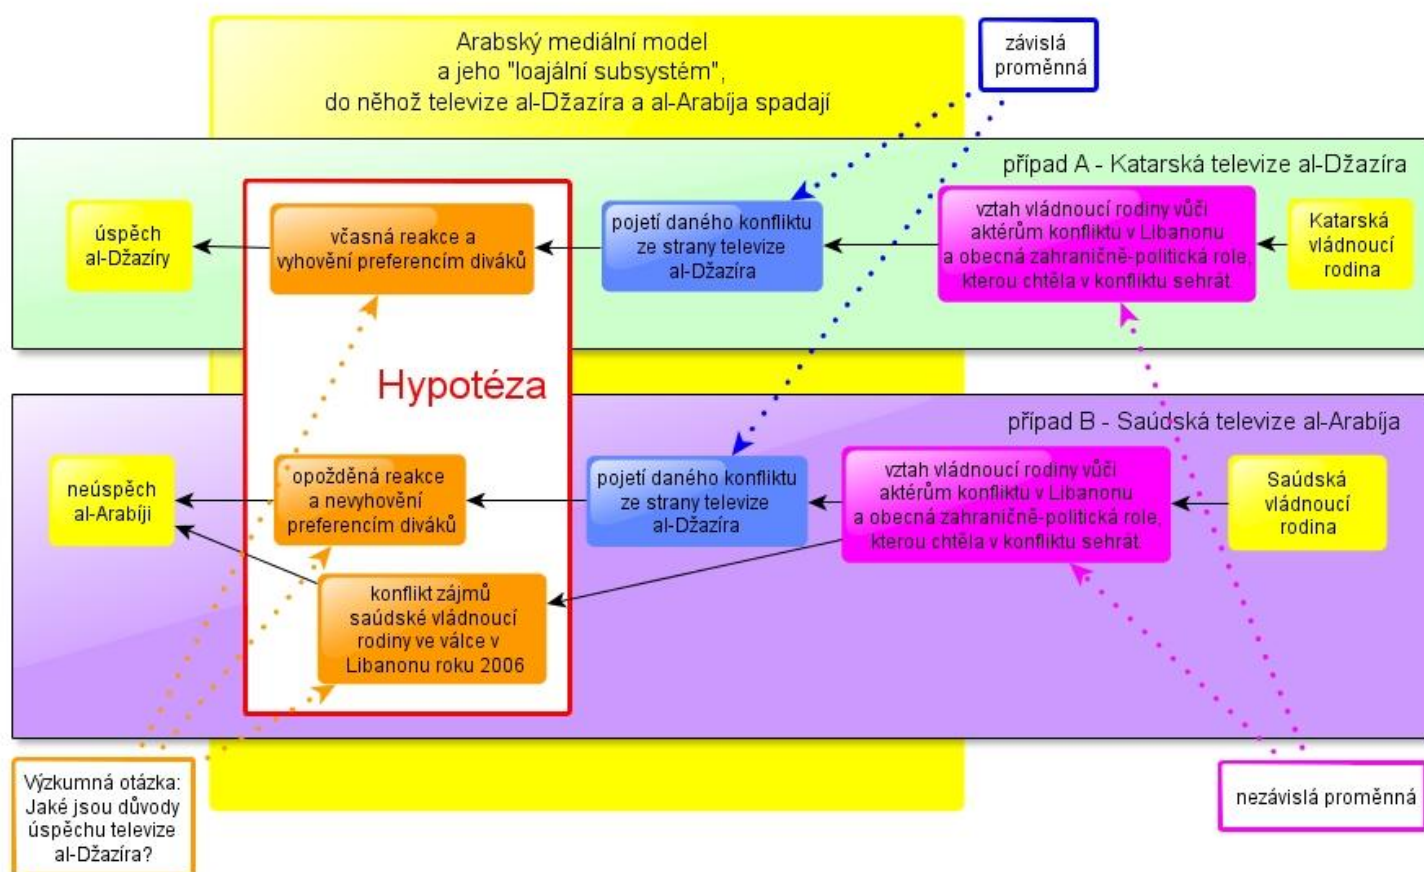 Arabský mediální model
a jeho "loajální subsystém",
do něhož televize al-Džazíra a al-Arabíja spadají
závislá
proměnná
případ A - Katarská televize al-Džazíra
úspěch
al-Džazíry
včasná reakce a
vyhovění preferencím diváků
pojetí daného konfliktu
ze strany televize
al-Džazíra
vztah vládnoucí rodiny vůči
aktérům konfliktu v Libanonu
a obecná zahraničně-politická role,
kterou chtěla v konfliktu sehrát.
Katarská
vládnoucí
rodina
Hypotéza
případ B - Saúdská televize al-Arabíja
neúspěch
al-Arabíji
opožděná reakce
a nevyhovění
preferencím diváků
pojetí daného konfliktu
ze strany televize
al-Džazíra
vztah vládnoucí rodiny vůči
aktérům konfliktu v Libanonu
a obecná zahraničně-politická role,
kterou chtěla v konfliktu sehrát.
Saúdská
vládnoucí
rodina
konflikt zájmů
saúdské vládnoucí
rodiny ve válce v
Libanonu roku 2006
Výzkumná otázka:
Jaké jsou důvody
úspěchu televize
al-Džazíra?
nezávislá proměnná